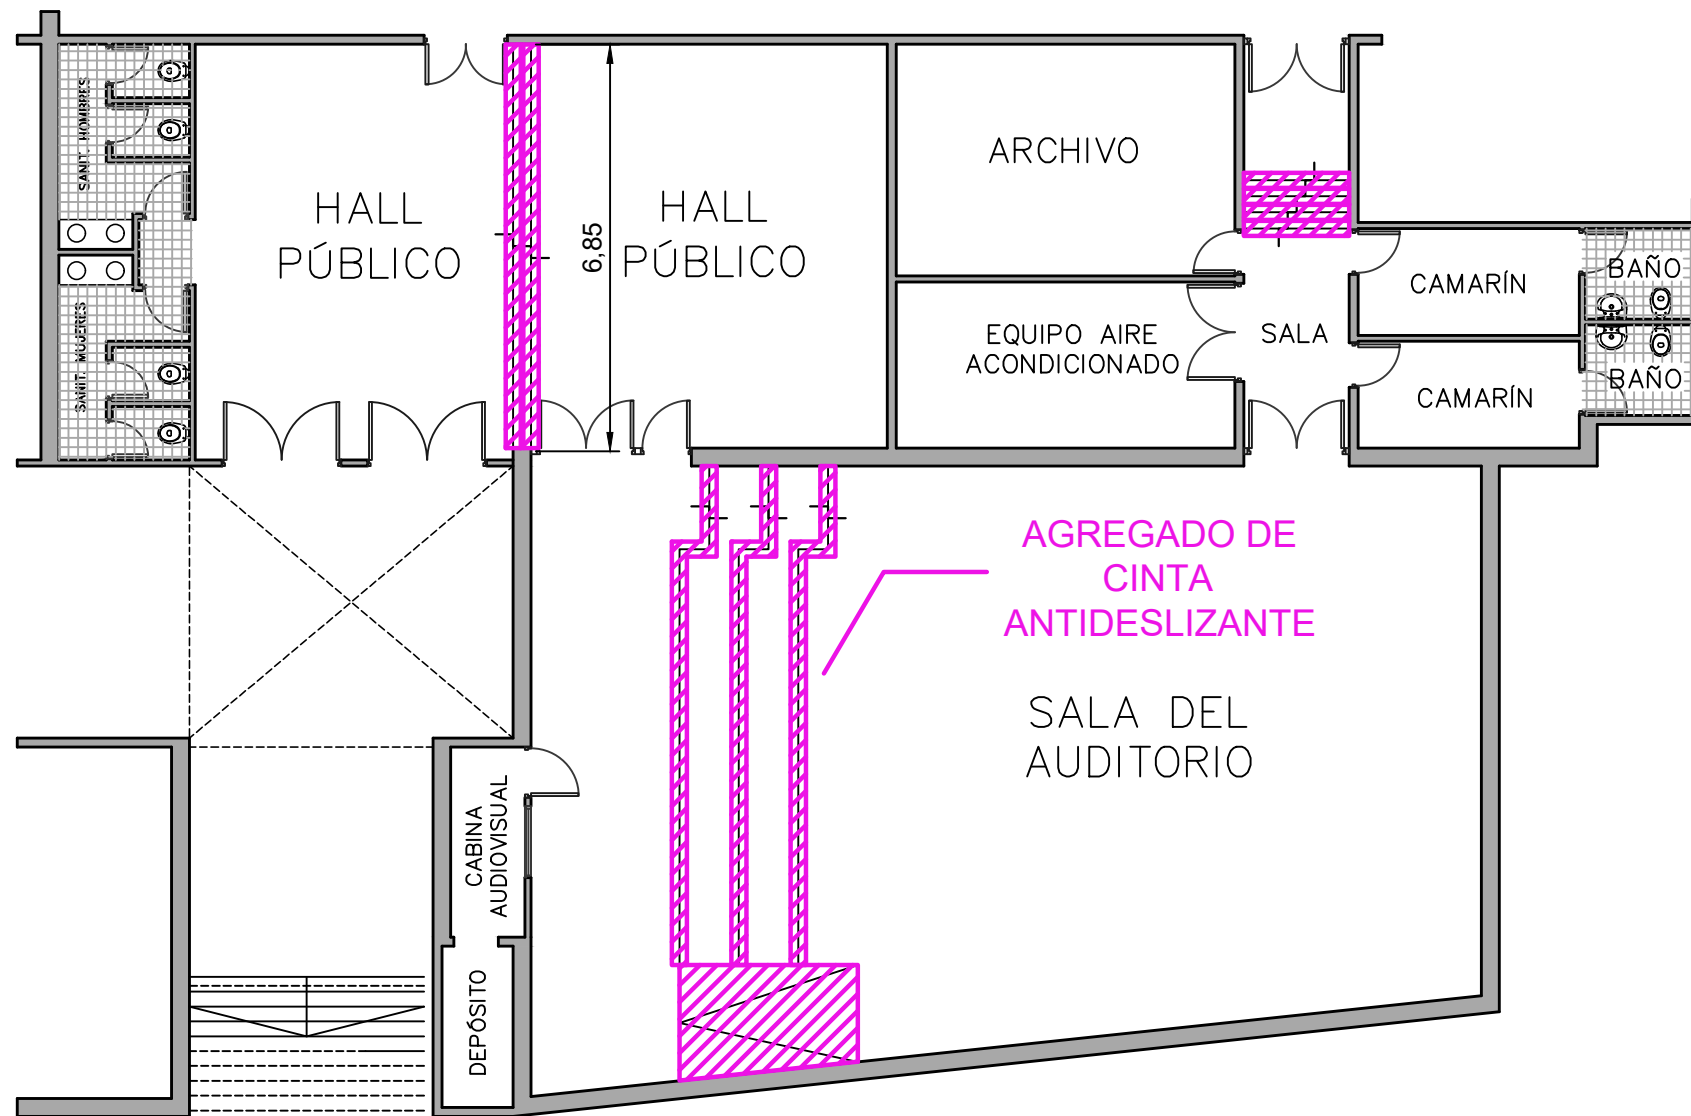 SANIT. HOMBRES
HALL
PÚBLICO
6,85
HALL
PÚBLICO
ARCHIVO
EQUIPO AIRE
ACONDICIONADO
SALA
CAMARÍN
BAÑO
CAMARÍN
BAÑO
SANIT. MUJERES
AGREGADO DE
CINTA
ANTIDESLIZANTE
SALA DEL
AUDITORIO
CABINA
AUDIOVISUAL
DEPÓSITO